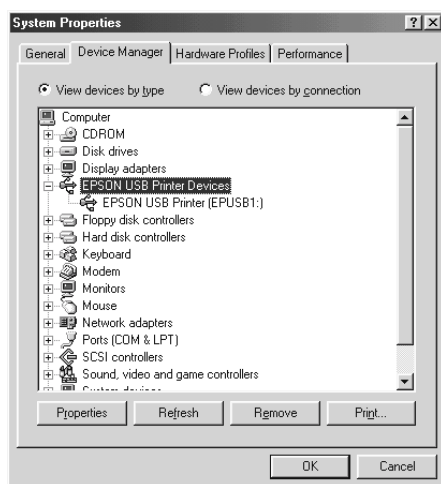 System Properties
General Device Manager Hardware Profiles Performance
View devices by type View devices by connection
Computer
CDROM
Disk drives
Display adapters
EPSON USB Printer Devices
EPSON USB Printer (EPUSB1:)
Floppy disk controllers
Hard disk controllers
Keyboard
Modem
Monitors
Mouse
Network adapters
Ports (COM & LPT)
SCSI controllers
Sound, video and game controllers
System devices
Properties Refresh Remove Print...
OK Cancel